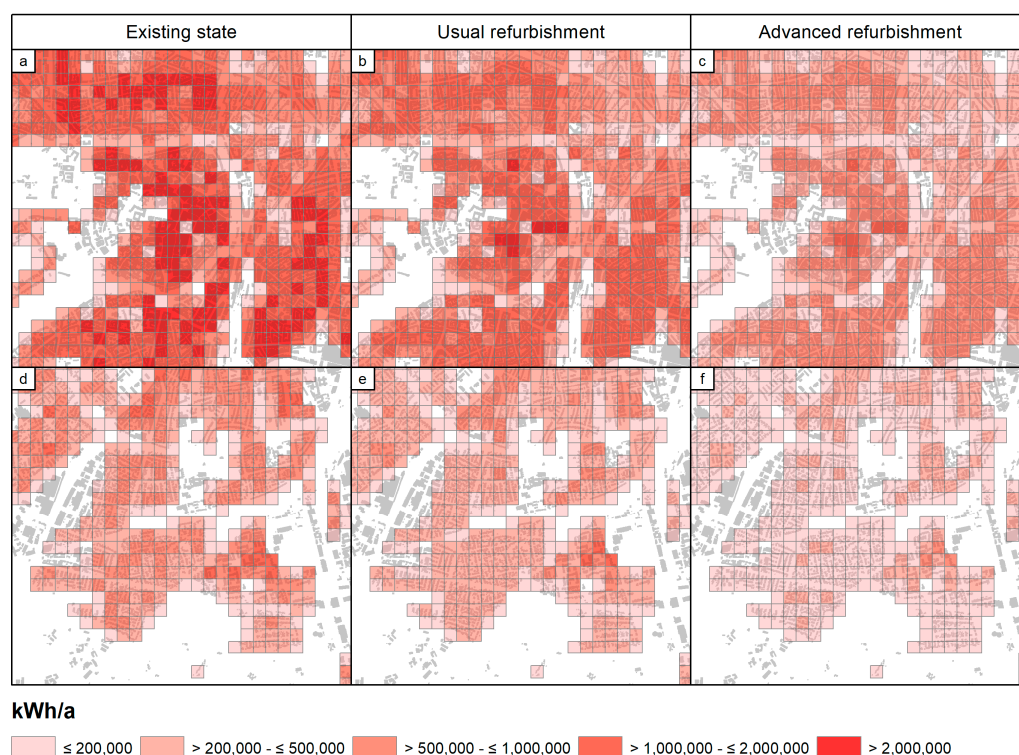 Existing state
Usual refurbishment
Advanced refurbishment
a
b
c
d
e
f
kWh/a
≤ 200,000
> 200,000 - ≤ 500,000
> 500,000 - ≤ 1,000,000
> 1,000,000 - ≤ 2,000,000
> 2,000,000